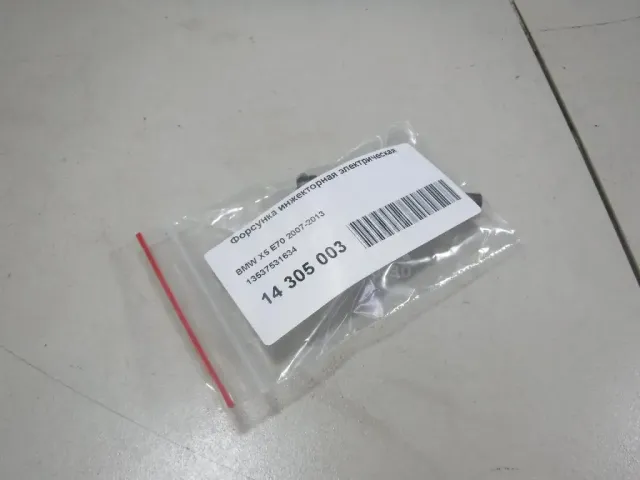 Форсунка инжекторная электрическая
BMW X5 E70 2007-2013
13537531634
14 305 003